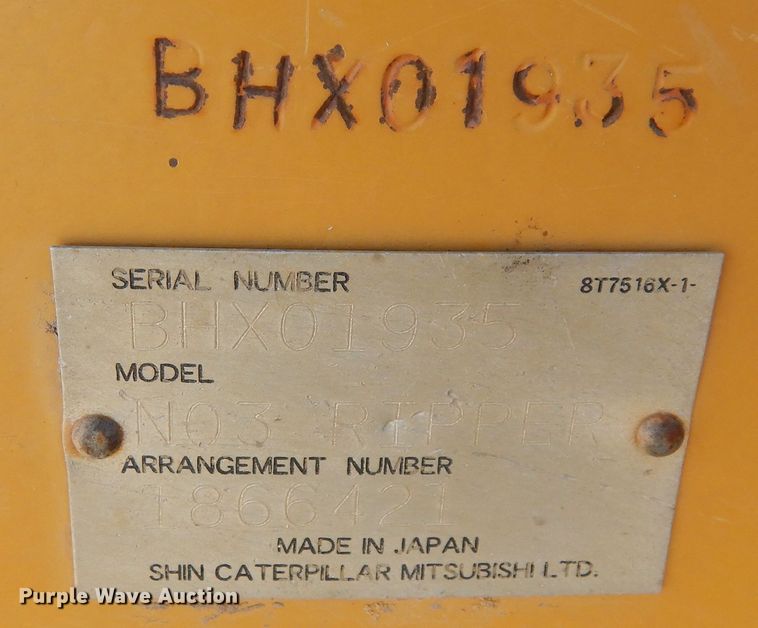 BHX01935
SERIAL NUMBER 8T7516X-1-
BHX01935
MODEL
NO3 RIPPER
ARRANGEMENT NUMBER
1866421
MADE IN JAPAN
SHIN CATERPILLAR MITSUBISHI LTD.
Purple Wave Auction